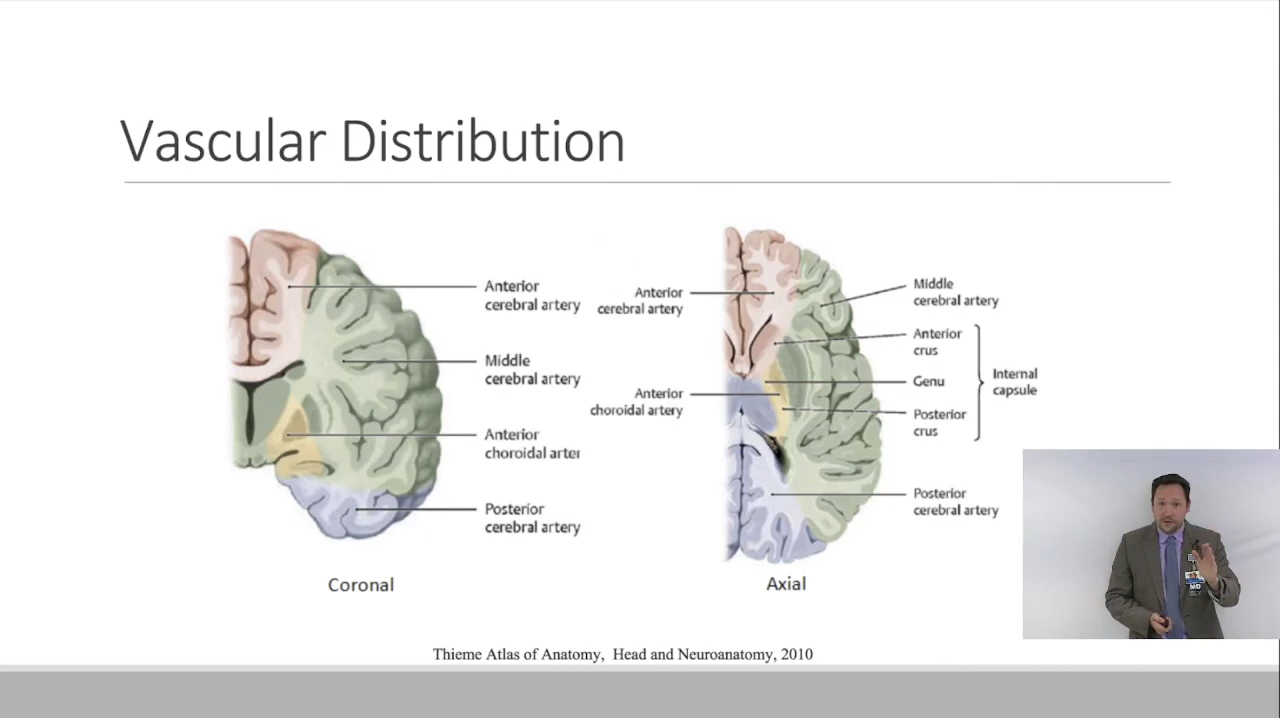 Vascular Distribution
Anterior
cerebral artery
Middle
cerebral artery
Anterior
choroidal arter
Posterior
cerebral artery
Coronal
Anterior
cerebral artery
Anterior
choroidal artery
Middle
cerebral artery
Anterior
crus
Genu
Posterior
crus
Internal
capsule
Posterior
cerebral artery
Axial
MD
Thieme Atlas of Anatomy, Head and Neuroanatomy, 2010